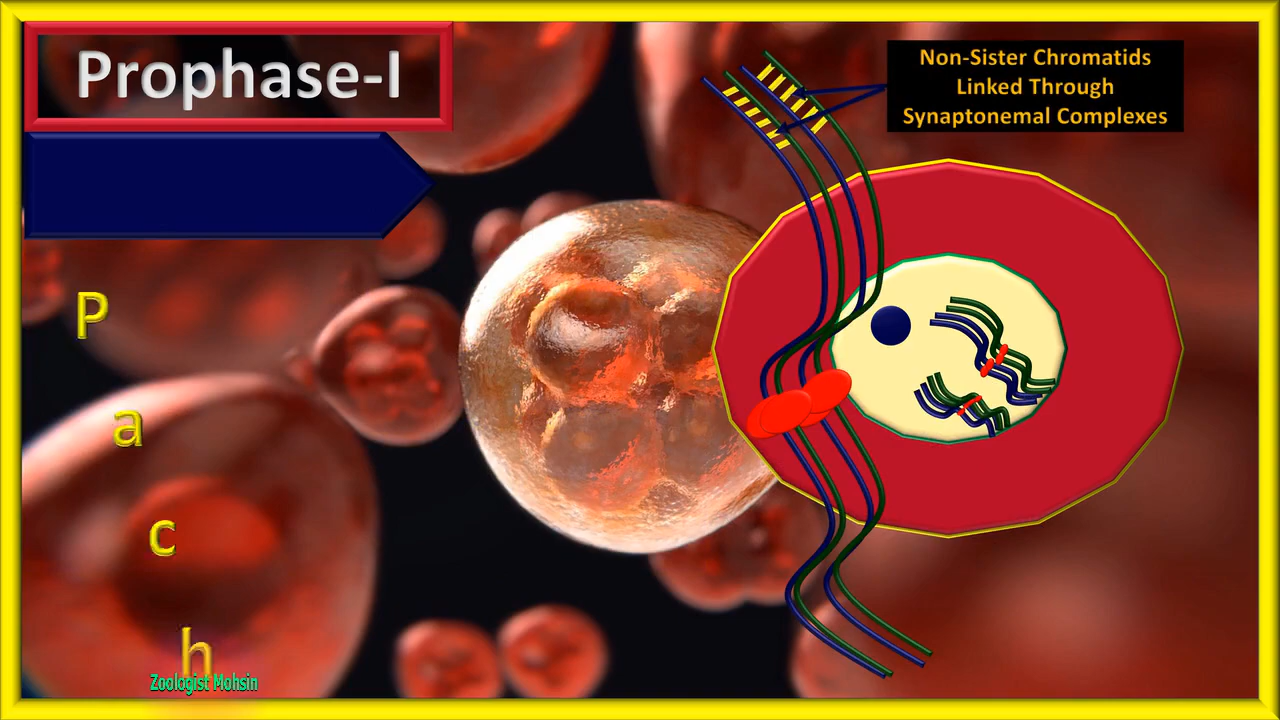 Prophase-I
Non-Sister Chromatids
Linked Through
Synaptonemal Complexes
P
a
c
h
Zoologist Mohsin